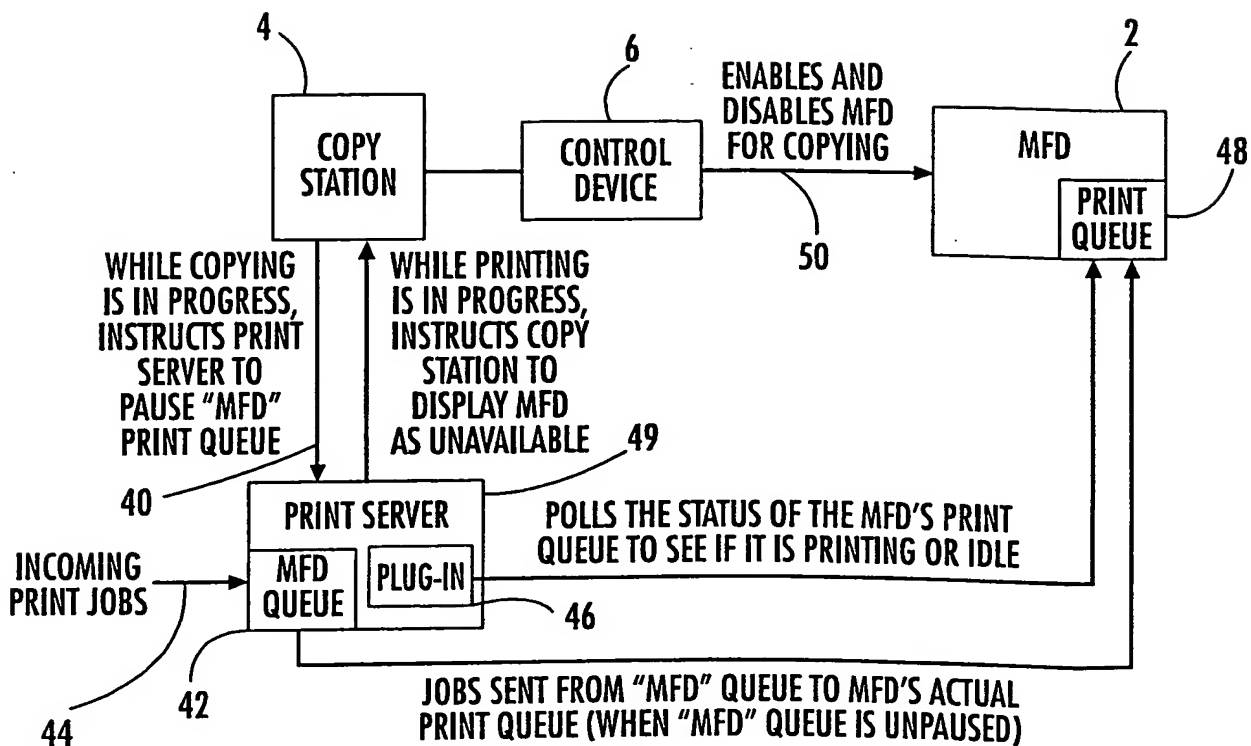 4
6
2
ENABLES AND
DISABLES MFD
FOR COPYING
COPY
STATION
CONTROL
DEVICE
MFD
48
PRINT
QUEUE
50
WHILE COPYING
IS IN PROGRESS,
INSTRUCTS PRINT
SERVER TO
PAUSE "MFD"
PRINT QUEUE
WHILE PRINTING
IS IN PROGRESS,
INSTRUCTS COPY
STATION TO
DISPLAY MFD
AS UNAVAILABLE
49
40
PRINT SERVER
POLLS THE STATUS OF THE MFD'S PRINT
QUEUE TO SEE IF IT IS PRINTING OR IDLE
INCOMING
PRINT JOBS
MFD
QUEUE
PLUG-IN
46
42
44
JOBS SENT FROM "MFD" QUEUE TO MFD'S ACTUAL
PRINT QUEUE (WHEN "MFD" QUEUE IS UNPAUSED)